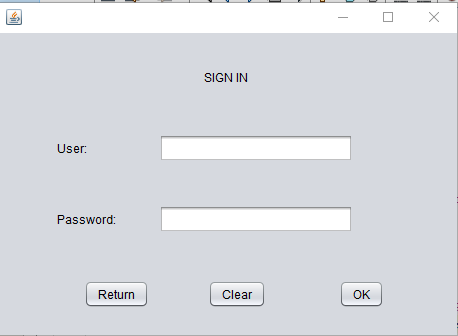 SIGN IN
User:
Password:
Return Clear OK